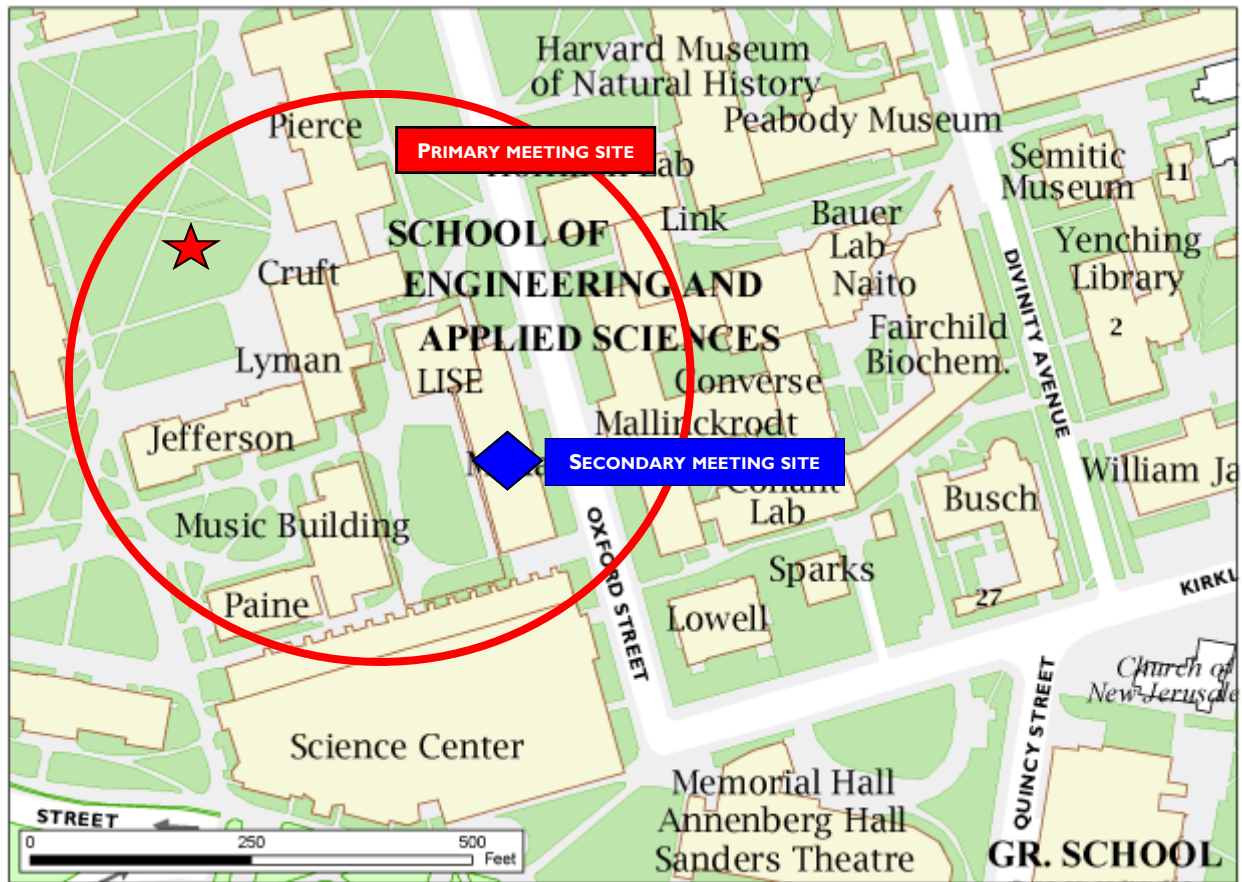 Harvard Museum
of Natural History
Pierce
Peabody Museum
PRIMARY MEETING SITE
Lab
Semitic
Museum
11
Link
Bauer
Lab
Naito
SCHOOL OF
ENGINEERING AND
APPLIED SCIENCES
Cruft
Yenching
Library
2
DIVINITY AVENUE
Fairchild
Biochem.
Lyman
LISE
Converse
Mallinckrodt
Jefferson
SECONDARY MEETING SITE
Conant
Lab
William Ja
Busch
Music Building
OXFORD STREET
Sparks
27
KIRKL
Paine
Lowell
Church of
New Jerusale
QUINCY STREET
Science Center
Memorial Hall
Annenberg Hall
Sanders Theatre
GR. SCHOOL
STREET
0 250 500
Feet